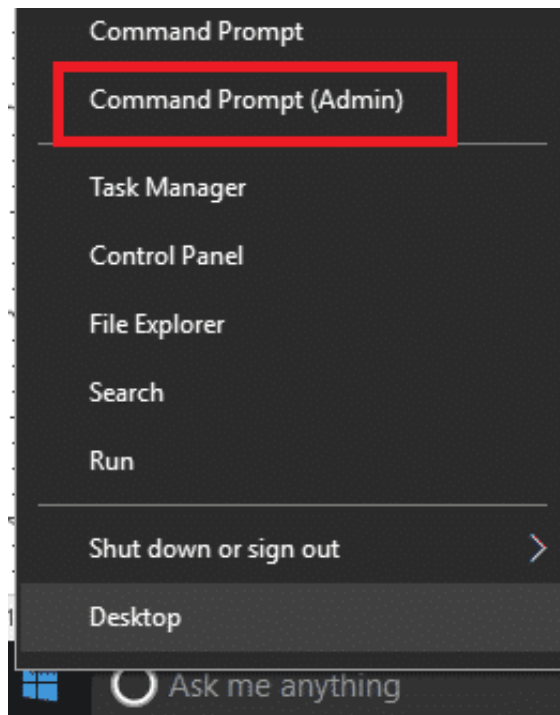 Command Prompt
Command Prompt (Admin)
Task Manager
Control Panel
File Explorer
Search
Run
Shut down or sign out
Desktop
Ask me anything